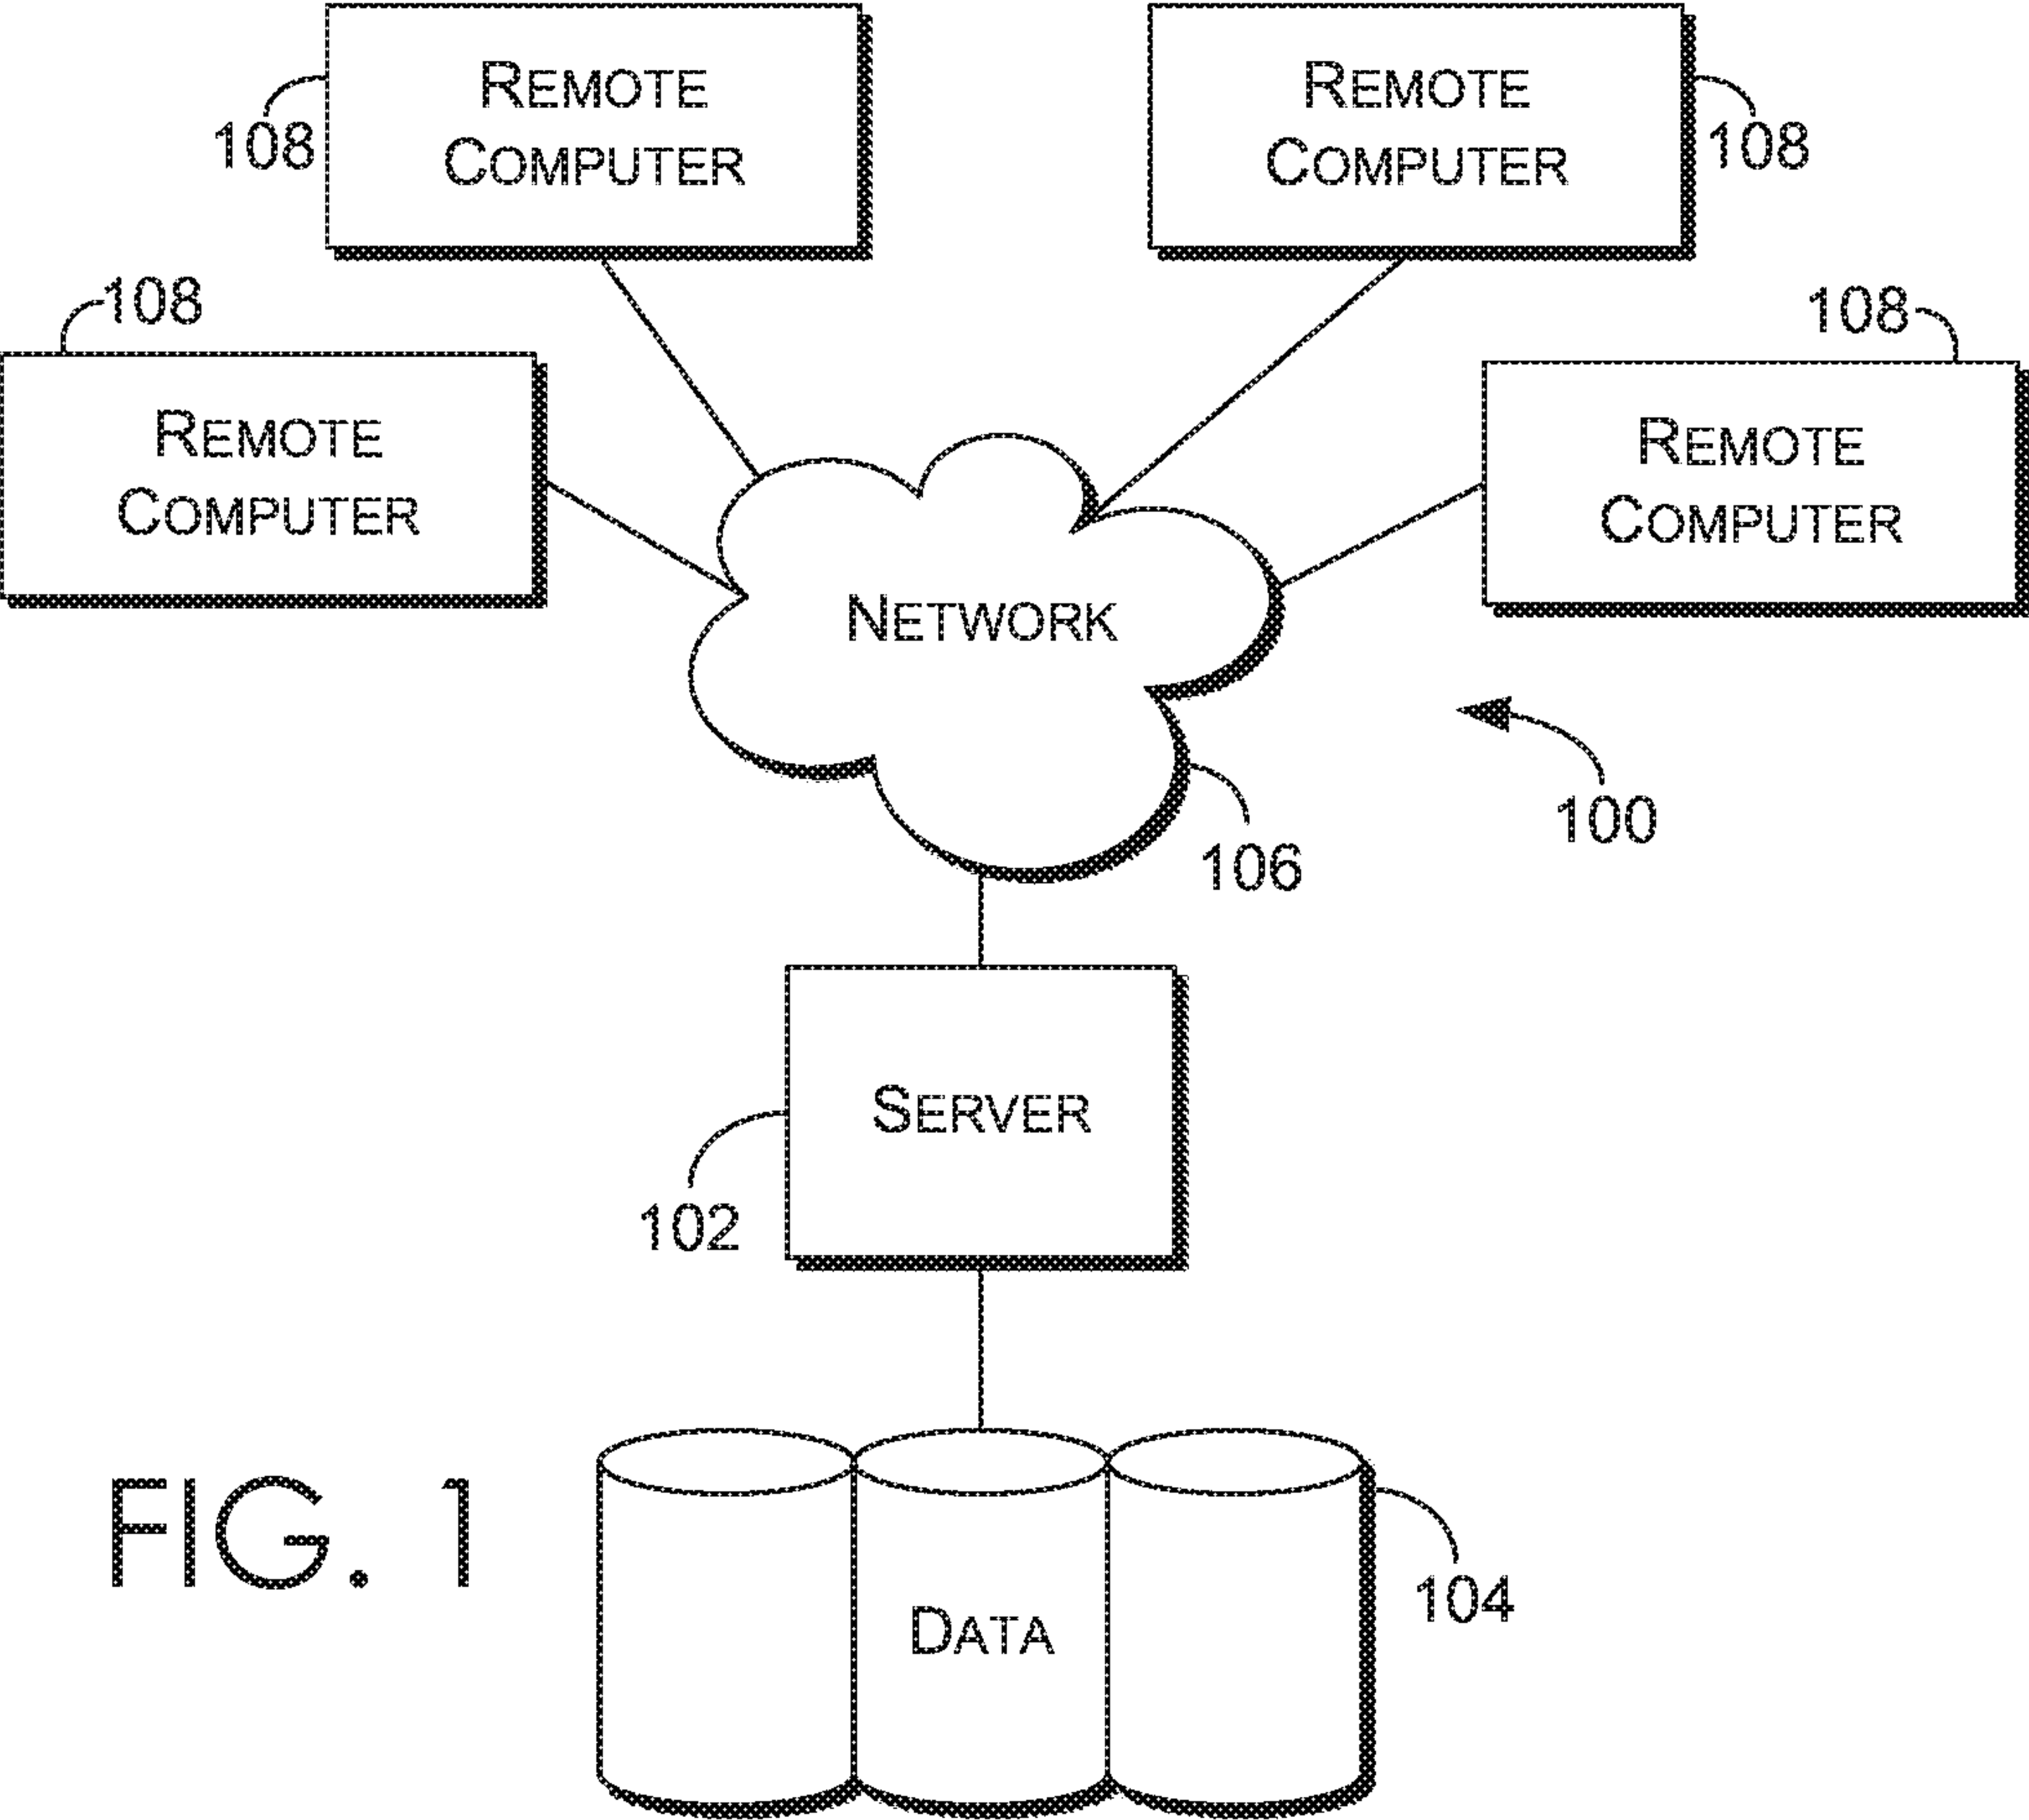 REMOTE
COMPUTER
108
REMOTE
COMPUTER
108
108
REMOTE
COMPUTER
108
REMOTE
COMPUTER
NETWORK
100
106
SERVER
102
FIG. 1
DATA
104